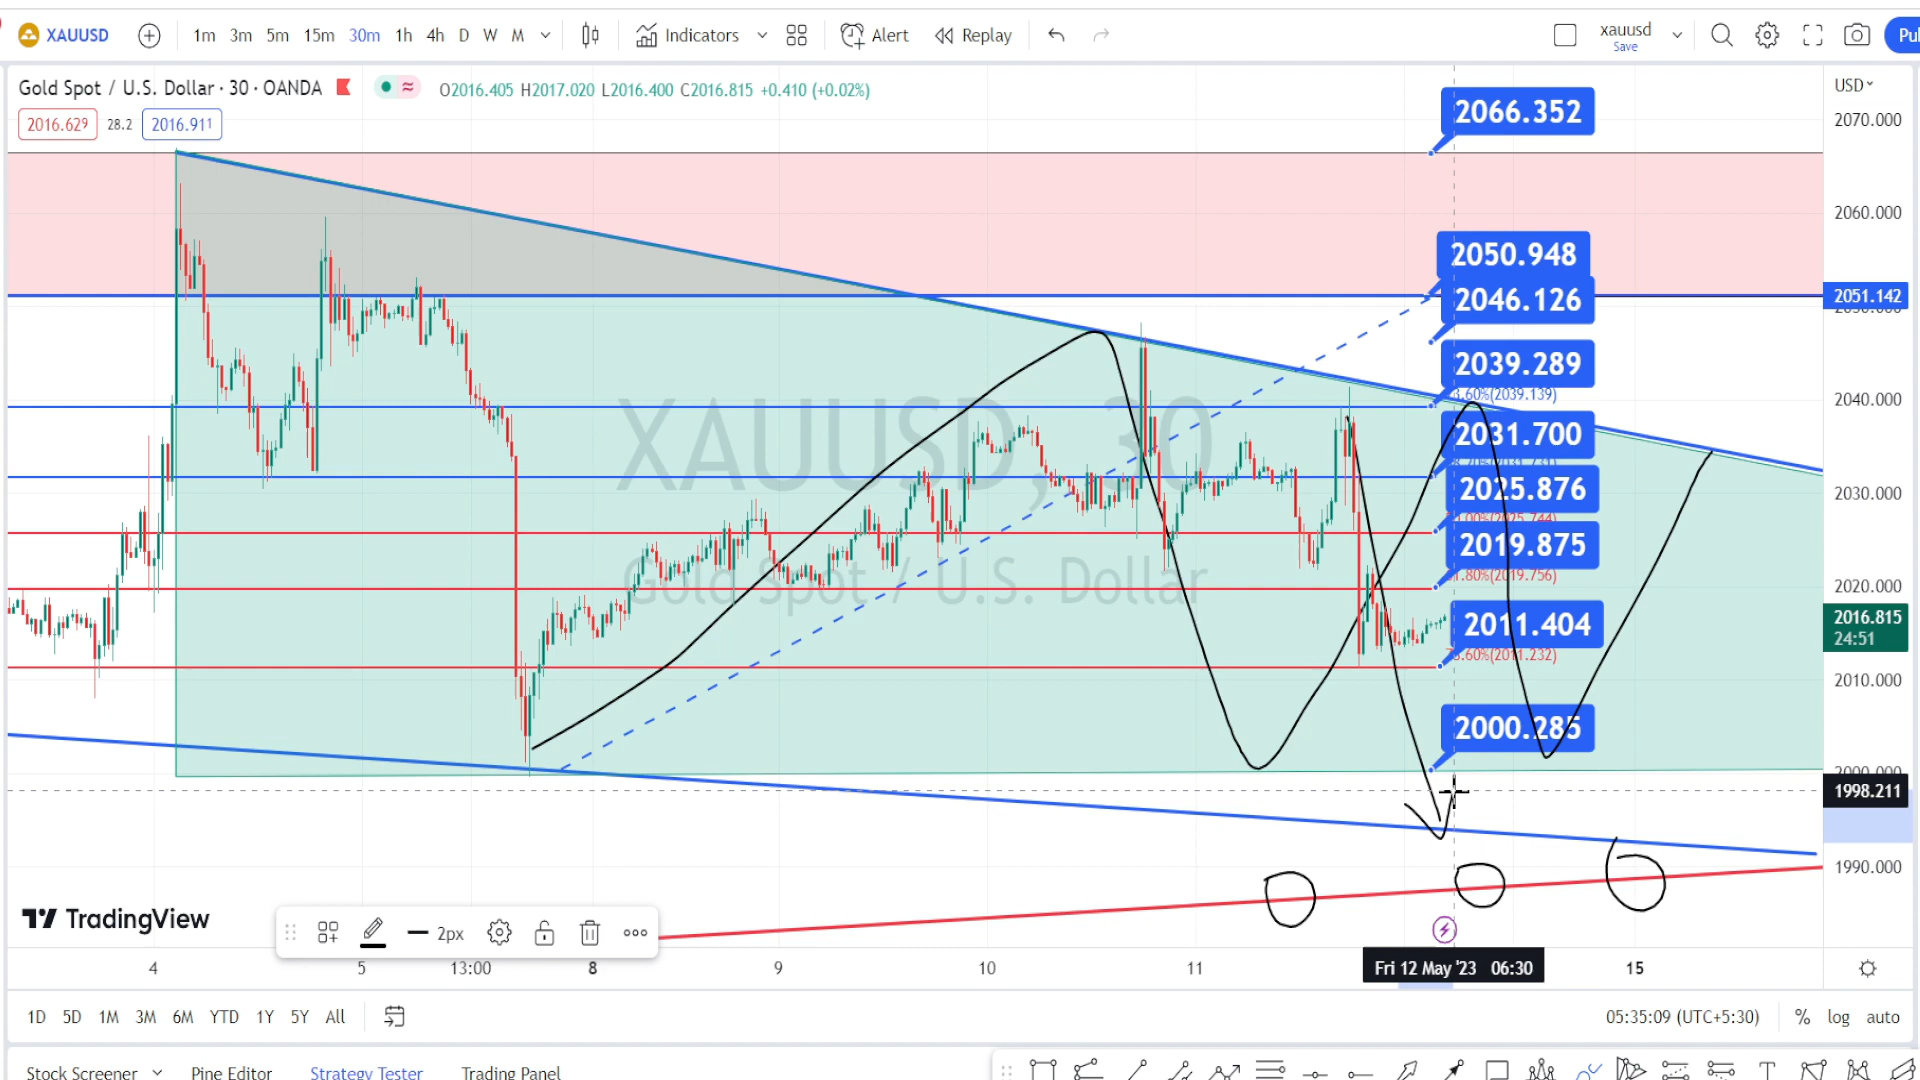 XAUUSD 1m 3m 5m 15m 30m 1h 4h D W M Indicators Alert Replay xauusd Save
Gold Spot / U.S. Dollar · 30 · OANDA ≈ O2016.405 H2017.020 L2016.400 C2016.815 +0.410 (+0.02%)
2016.629 28.2 2016.911
USD
2070.000
2060.000
2051.142
2040.000
2030.000
2020.000
2016.815
24:51
2010.000
1998.211
1990.000
2066.352
2050.948
2046.126
2039.289
2031.700
2025.876
2019.875
2011.404
2000.285
XAUUSD, 30
Gold Spot / U.S. Dollar
TradingView
2px
4 5 13:00 8 9 10 11 Fri 12 May '23 06:30 15
1D 5D 1M 3M 6M YTD 1Y 5Y All 05:35:09 (UTC+5:30) % log auto
Stock Screener Pine Editor Strategy Tester Trading Panel